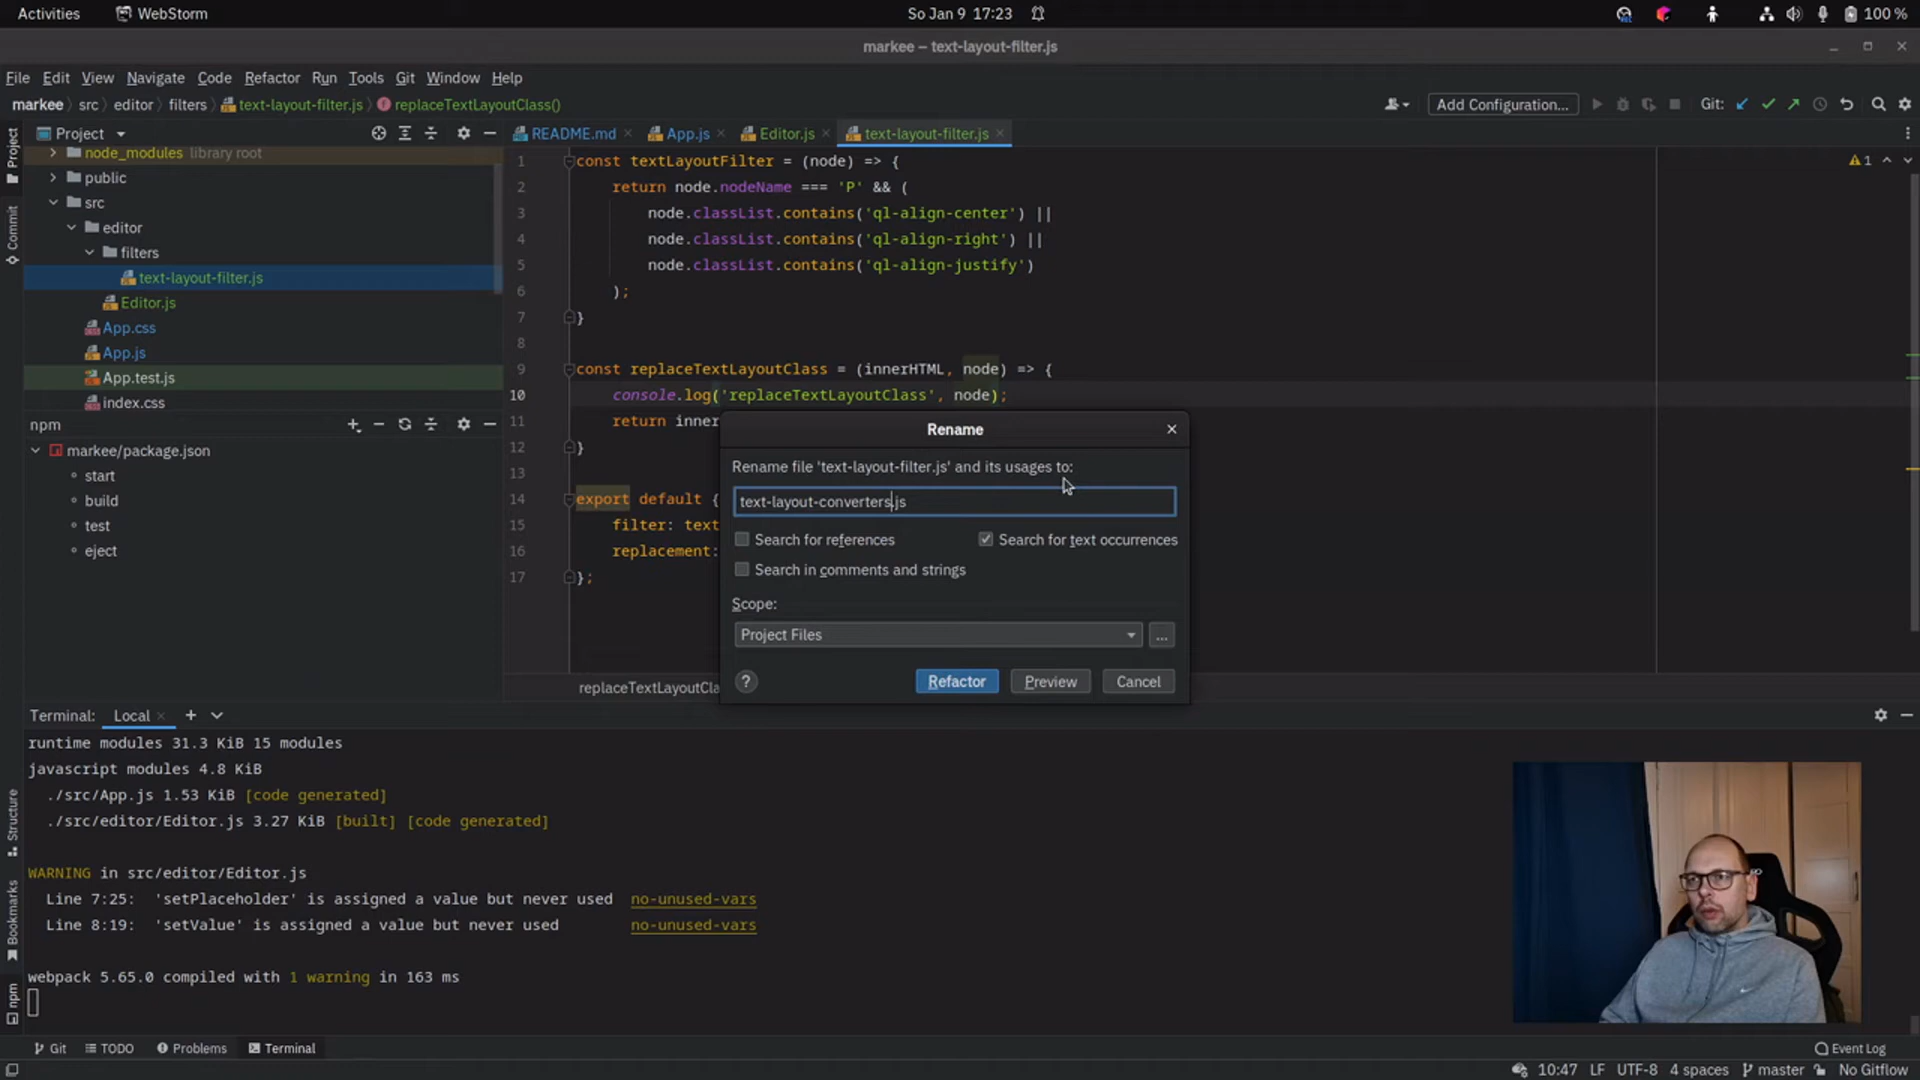 Activities WebStorm So Jan 9 17:23 100 %
markee – text-layout-filter.js
File Edit View Navigate Code Refactor Run Tools Git Window Help
markee src editor filters text-layout-filter.js replaceTextLayoutClass() Add Configuration... Git:
Project README.md App.js Editor.js text-layout-filter.js
node_modules library root
public
src
editor
filters
text-layout-filter.js
Editor.js
App.css
App.js
App.test.js
index.css
1 const textLayoutFilter = (node) => {
2 return node.nodeName === 'P' && (
3 node.classList.contains('ql-align-center') ||
4 node.classList.contains('ql-align-right') ||
5 node.classList.contains('ql-align-justify')
6 );
7 }
8
9 const replaceTextLayoutClass = (innerHTML, node) => {
10 console.log('replaceTextLayoutClass', node);
11 return inner
12 }
13
14 export default {
15 filter: text
16 replacement:
17 };
1
replaceTextLayoutCla
npm
markee/package.json
start
build
test
eject
Rename
Rename file 'text-layout-filter.js' and its usages to:
text-layout-converters.js
Search for references Search for text occurrences
Search in comments and strings
Scope:
Project Files ...
? Refactor Preview Cancel
Terminal: Local
runtime modules 31.3 KiB 15 modules
javascript modules 4.8 KiB
./src/App.js 1.53 KiB [code generated]
./src/editor/Editor.js 3.27 KiB [built] [code generated]
WARNING in src/editor/Editor.js
Line 7:25: 'setPlaceholder' is assigned a value but never used no-unused-vars
Line 8:19: 'setValue' is assigned a value but never used no-unused-vars
webpack 5.65.0 compiled with 1 warning in 163 ms
Project
Commit
Structure
Bookmarks
npm
Git TODO Problems Terminal Event Log
10:47 LF UTF-8 4 spaces master No Gitflow